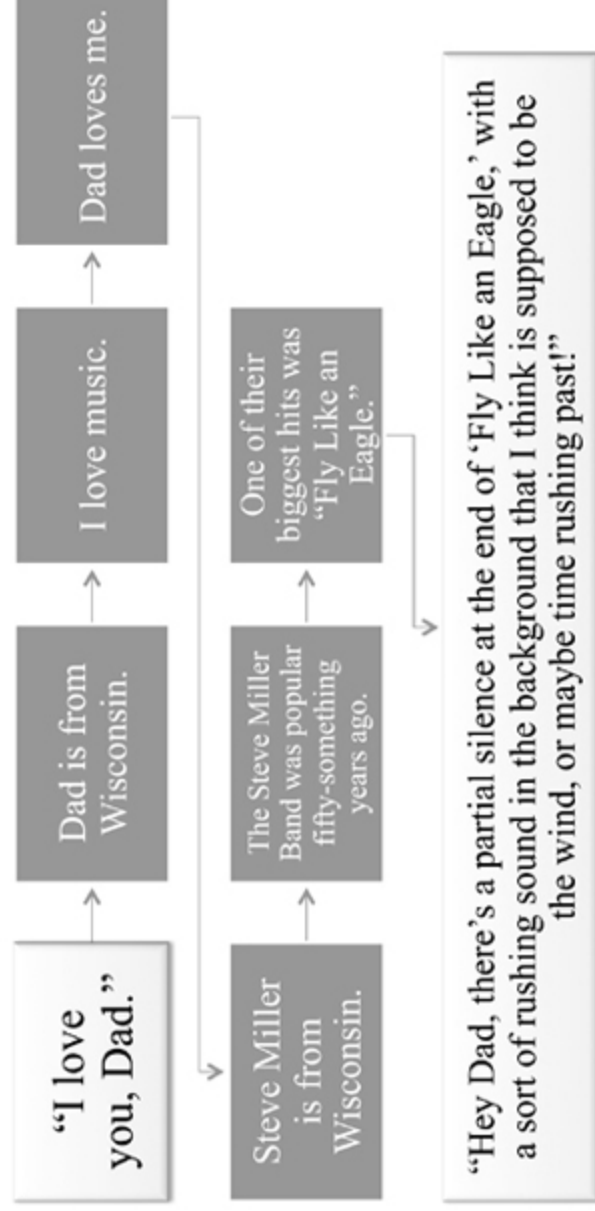 “I love
you, Dad.”
Dad is from
Wisconsin.
I love music.
Dad loves me.
Steve Miller
is from
Wisconsin.
The Steve Miller
Band was popular
fifty-something
years ago.
One of their
biggest hits was
“Fly Like an
Eagle.”
“Hey Dad, there’s a partial silence at the end of ‘Fly Like an Eagle,’ with
a sort of rushing sound in the background that I think is supposed to be
the wind, or maybe time rushing past!”